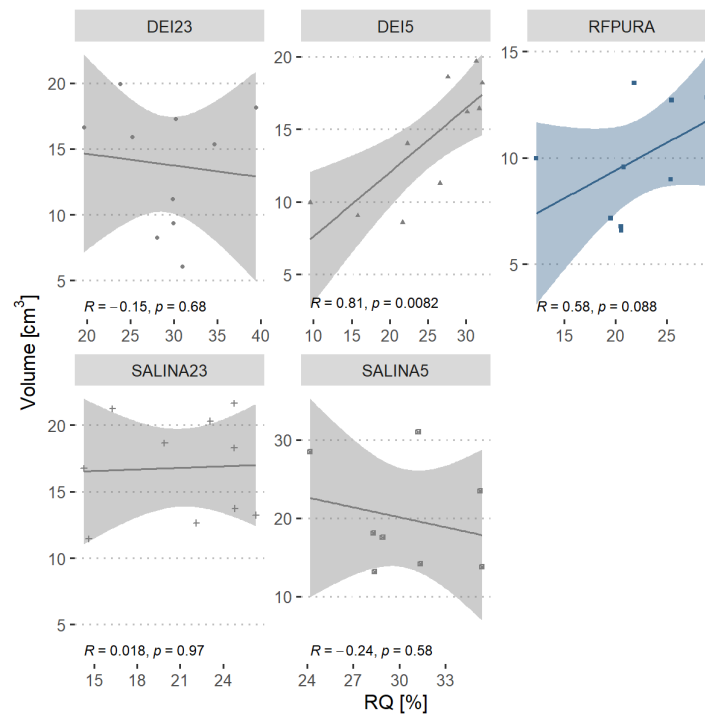 DEI23
DEI5
RFPURA
20
15
10
5
R = −0.15, p = 0.68
20 25 30 35 40
20
15
10
5
R = 0.81, p = 0.0082
10 15 20 25 30
15
10
5
R = 0.58, p = 0.088
15 20 25
Volume [cm³]
SALINA23
SALINA5
20
15
10
5
R = 0.018, p = 0.97
15 18 21 24
30
20
10
R = −0.24, p = 0.58
24 27 30 33
RQ [%]